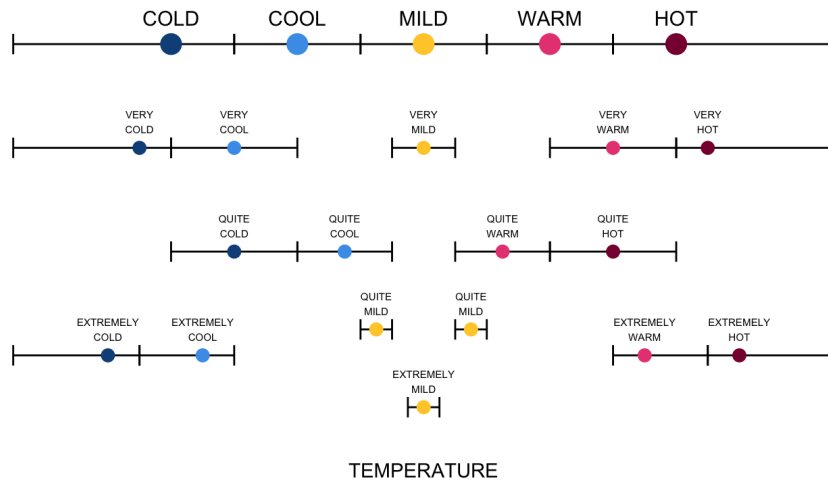 COLD COOL MILD WARM HOT
VERY VERY VERY VERY VERY
COLD COOL MILD WARM HOT
QUITE QUITE QUITE QUITE
COLD COOL WARM HOT
QUITE QUITE
MILD MILD
EXTREMELY EXTREMELY EXTREMELY EXTREMELY
COLD COOL WARM HOT
EXTREMELY
MILD
TEMPERATURE